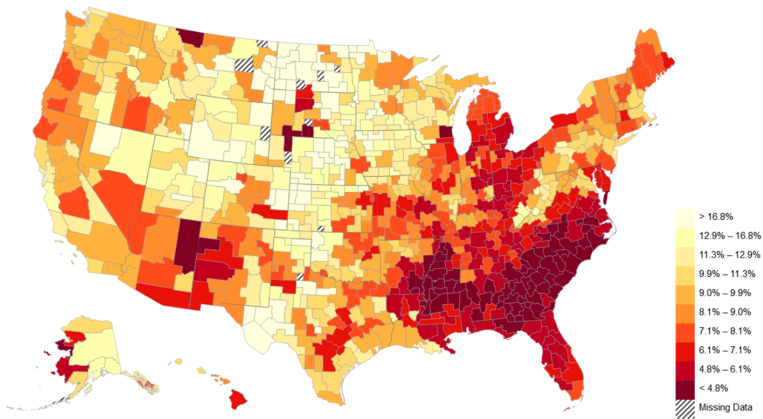 > 16.8%
12.9% – 16.8%
11.3% – 12.9%
9.9% – 11.3%
9.0% – 9.9%
8.1% – 9.0%
7.1% – 8.1%
6.1% – 7.1%
4.8% – 6.1%
< 4.8%
Missing Data